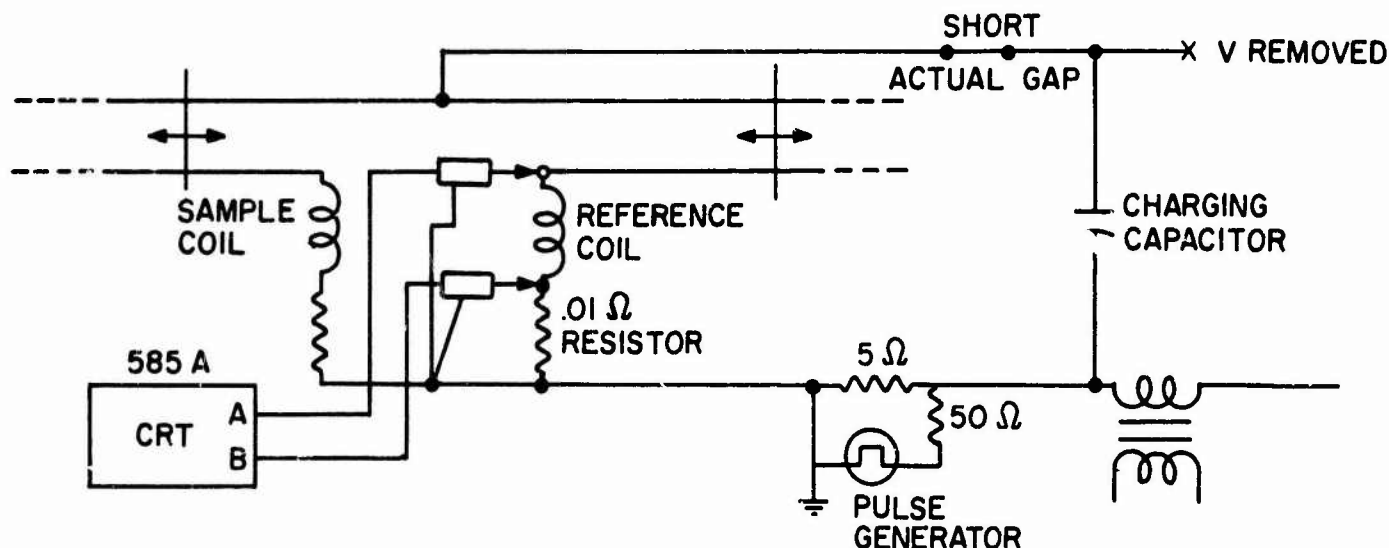 SHORT
V REMOVED
ACTUAL GAP
SAMPLE
COIL
REFERENCE
COIL
CHARGING
CAPACITOR
.01 Ω
RESISTOR
585 A
5 Ω
A
CRT
B
50 Ω
PULSE
GENERATOR